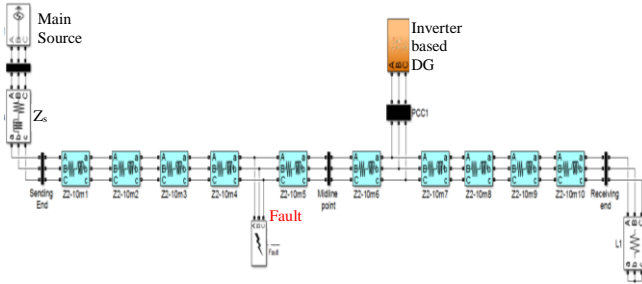 Main
Source
Inverter
based
DG
Zs
PCC1
A B C
A B C
a b c
A B C
A a
B b
C c
Sending
End
Z2-10m1
Z2-10m2
Z2-10m3
Z2-10m4
Z2-10m5
Midline
point
Z2-10m6
Z2-10m7
Z2-10m8
Z2-10m9
Z2-10m10
Receiving
end
Fault
A B C
Fault
L1
A B C
a b c